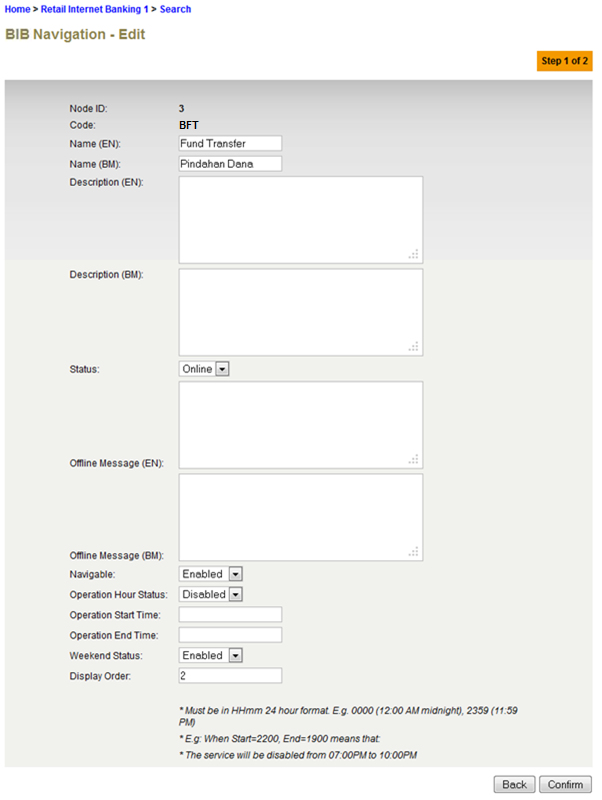 Home > Retail Internet Banking 1 > Search
BIB Navigation - Edit
Step 1 of 2
Node ID: 3
Code: BFT
Name (EN): Fund Transfer
Name (BM): Pindahan Dana
Description (EN):
Description (BM):
Status: Online
Offline Message (EN):
Offline Message (BM):
Navigable: Enabled
Operation Hour Status: Disabled
Operation Start Time:
Operation End Time:
Weekend Status: Enabled
Display Order: 2
* Must be in HHmm 24 hour format. E.g. 0000 (12:00 AM midnight), 2359 (11:59
PM)
* E.g: When Start=2200, End=1900 means that:
* The service will be disabled from 07:00PM to 10:00PM
Back Confirm